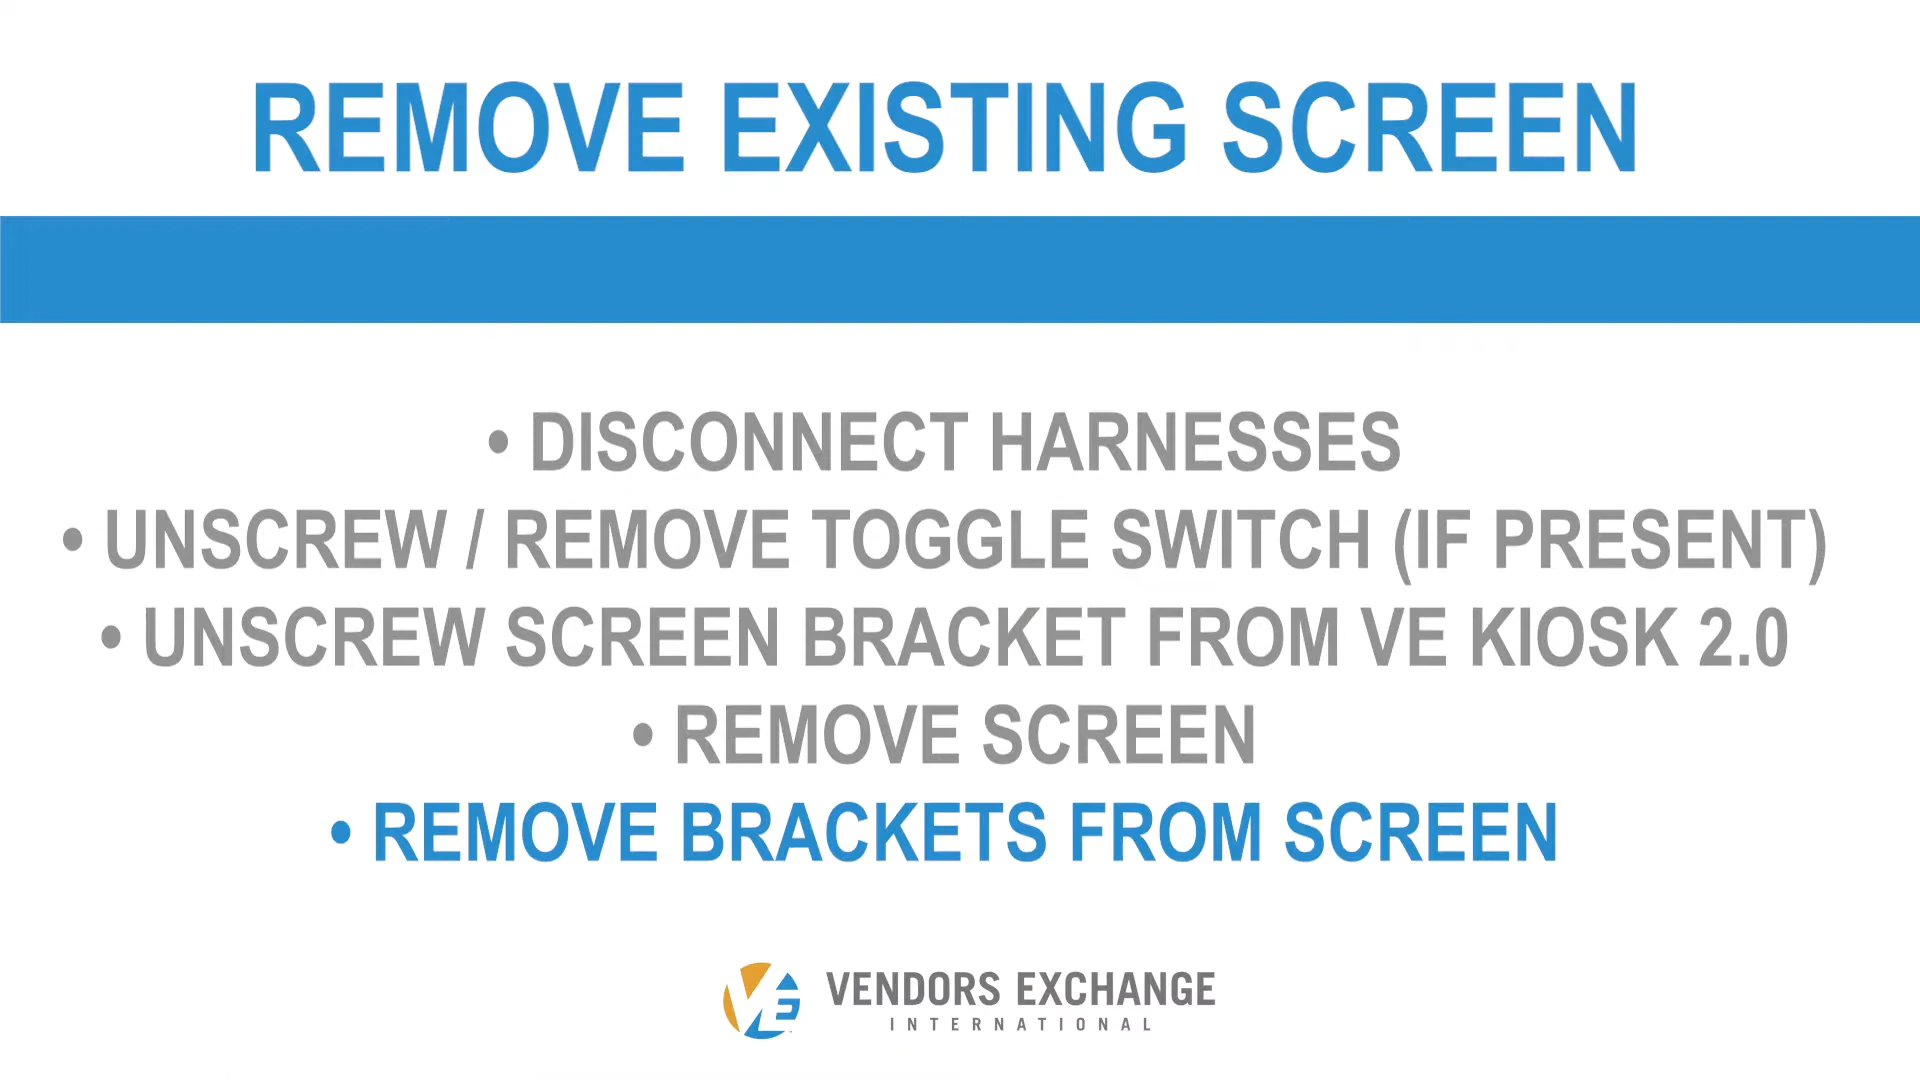 REMOVE EXISTING SCREEN
• DISCONNECT HARNESSES
• UNSCREW / REMOVE TOGGLE SWITCH (IF PRESENT)
• UNSCREW SCREEN BRACKET FROM VE KIOSK 2.0
• REMOVE SCREEN
• REMOVE BRACKETS FROM SCREEN
VE VENDORS EXCHANGE
INTERNATIONAL